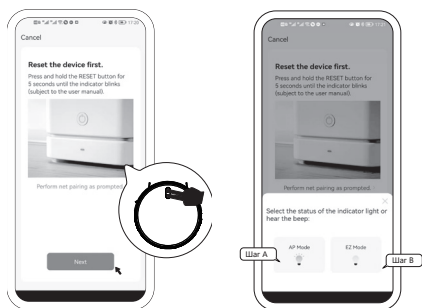 11:20
Cancel
Reset the device first.
Press and hold the RESET button for
5 seconds until the indicator blinks
(subject to the user manual).
Perform net pairing as prompted.
Next
Cancel
Reset the device first.
Press and hold the RESET button for
5 seconds until the indicator blinks
(subject to the user manual).
Perform net pairing as prompted.
Select the status of the indicator light or
hear the beep:
AP Mode
EZ Mode
Шаг A
Шаг B